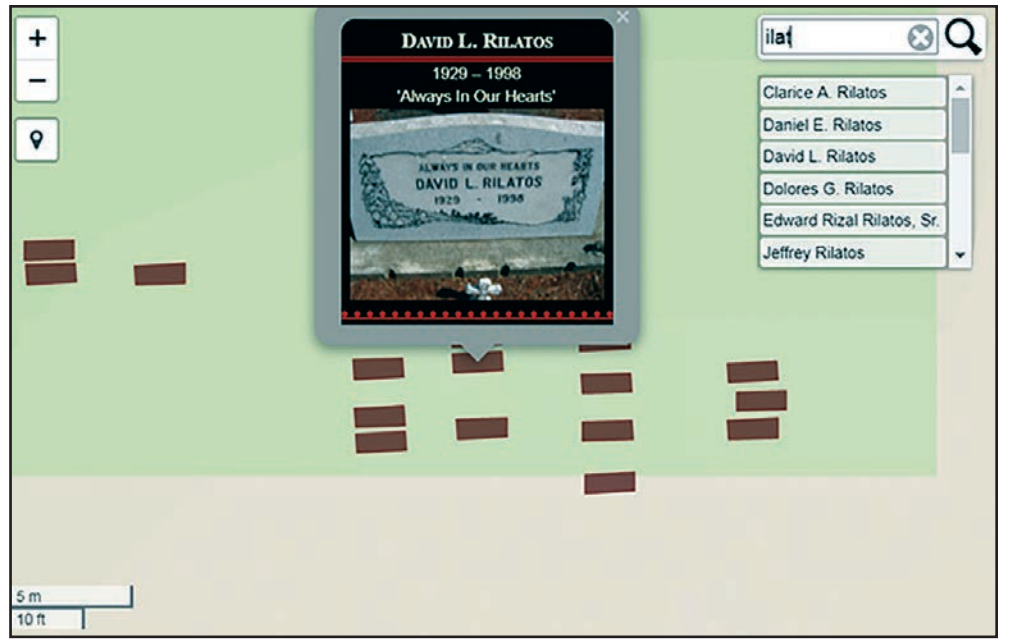 +
−
DAVID L. RILATOS
1929 – 1998
'Always In Our Hearts'
ALWAYS IN OUR HEARTS
DAVID L. RILATOS
1929 - 1998
×
ilat
Clarice A. Rilatos
Daniel E. Rilatos
David L. Rilatos
Dolores G. Rilatos
Edward Rizal Rilatos, Sr.
Jeffrey Rilatos
5 m
10 ft